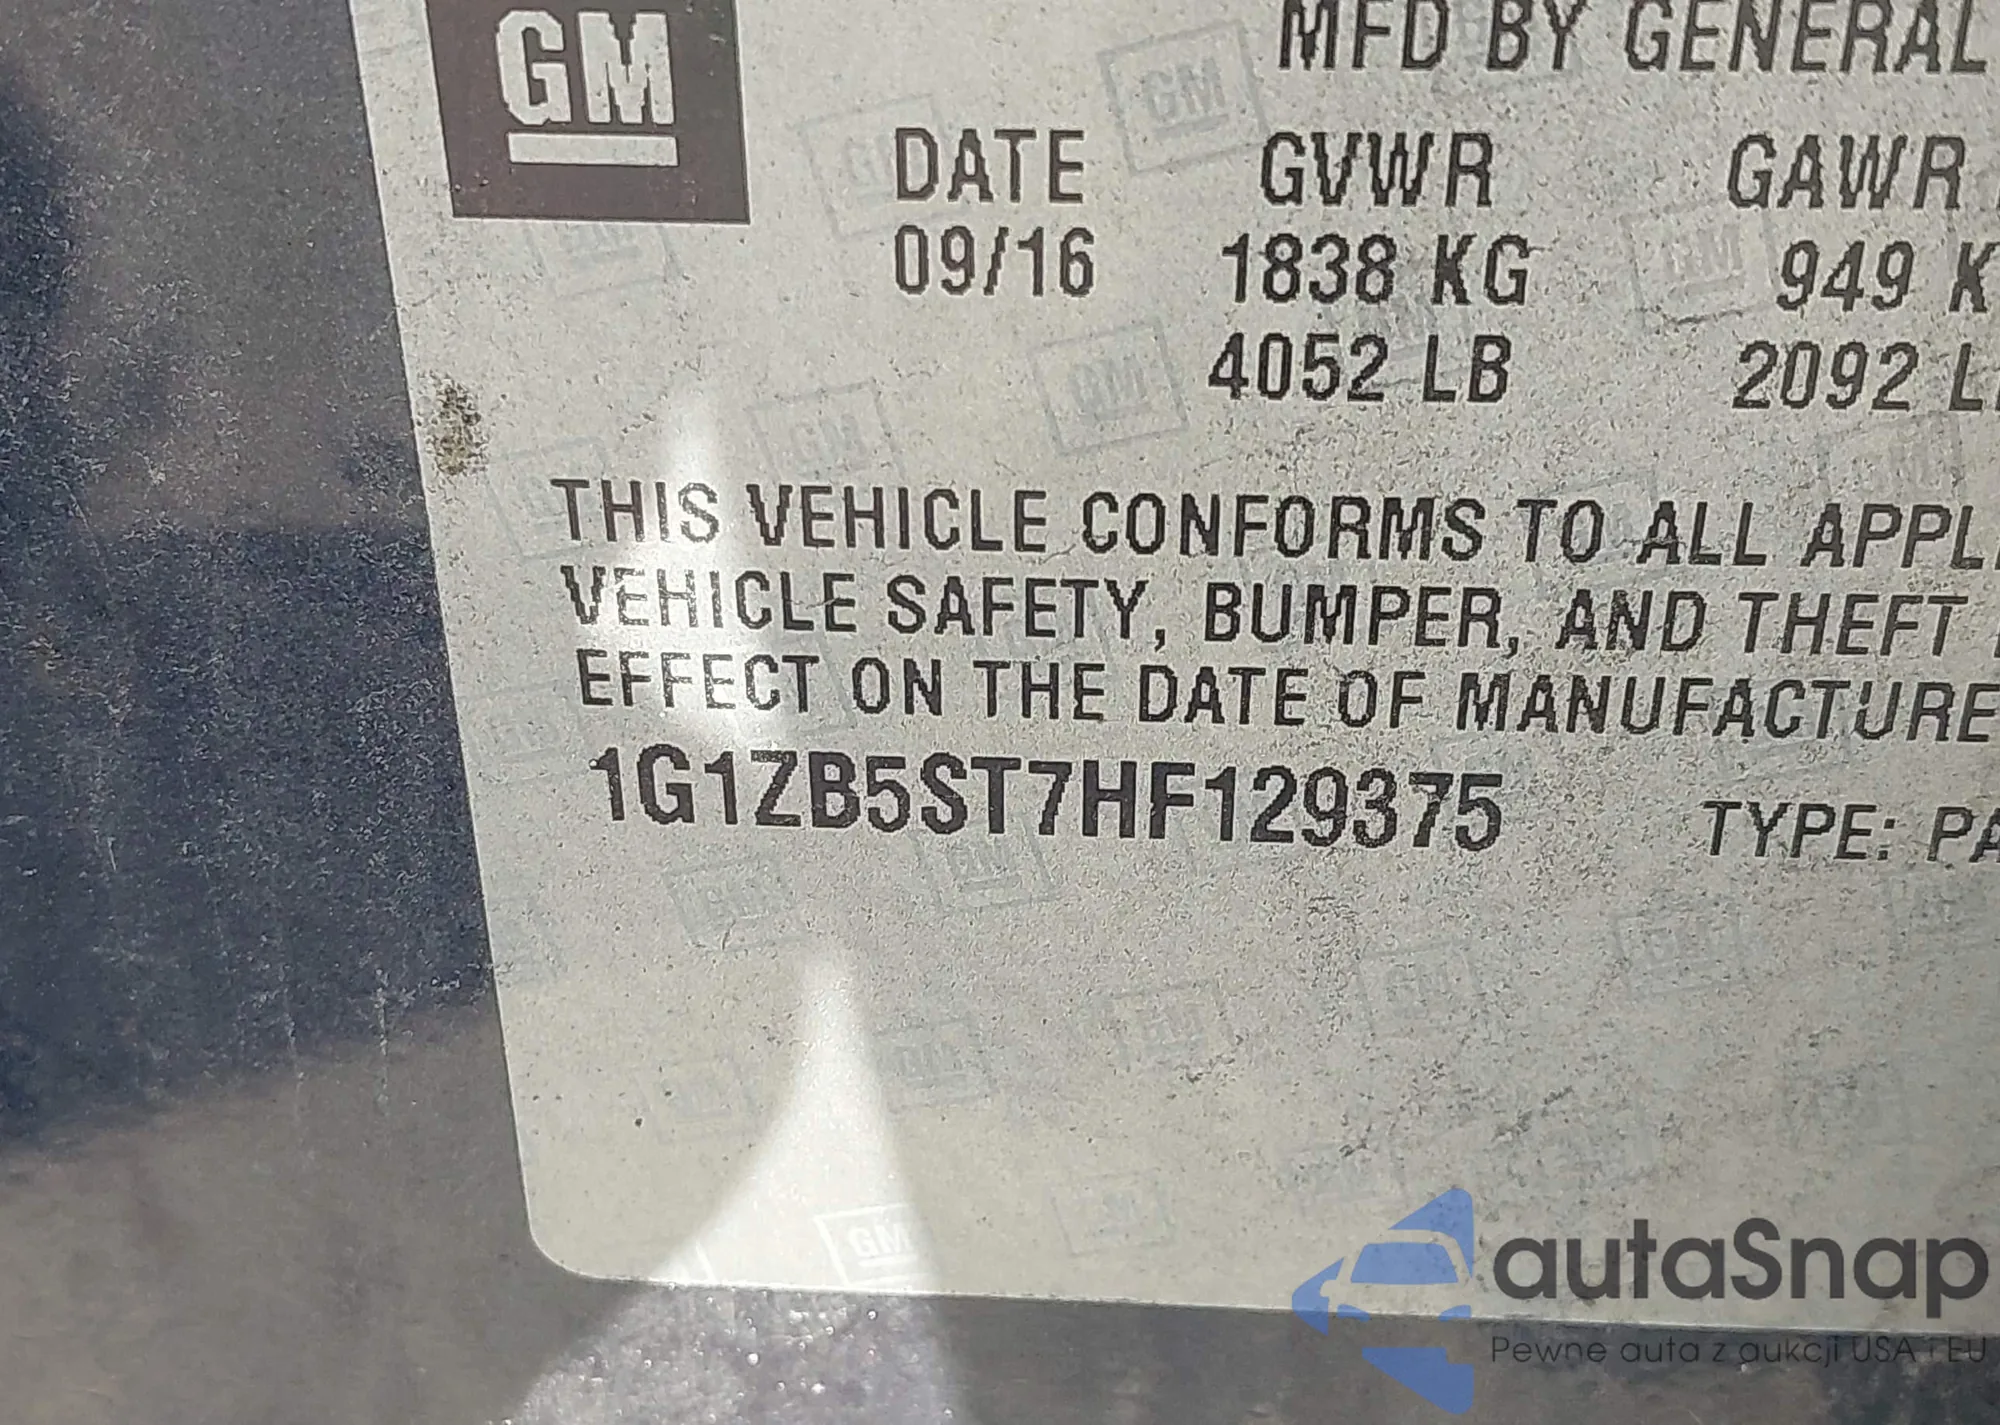 GM
MFD BY GENERAL
DATE GVWR GAWR
09/16 1838 KG 949 K
4052 LB 2092 L
THIS VEHICLE CONFORMS TO ALL APPLI
VEHICLE SAFETY, BUMPER, AND THEFT
EFFECT ON THE DATE OF MANUFACTURE
1G1ZB5ST7HF129375 TYPE: PA
autaSnap
Pewne auta z aukcji USA i EU